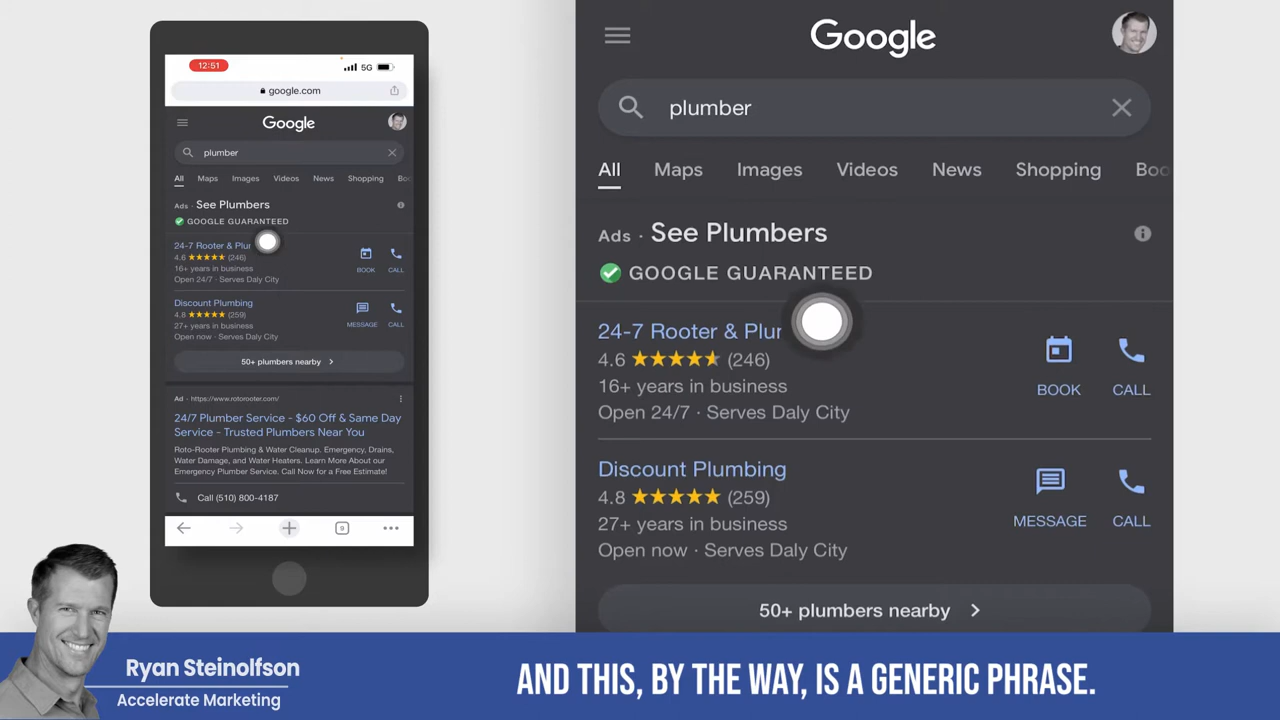 12:51
5G
google.com
Google
plumber
All Maps Images Videos News Shopping Bo
Ads · See Plumbers
GOOGLE GUARANTEED
24-7 Rooter & Plu
4.6 (246)
16+ years in business
Open 24/7 · Serves Daly City
BOOK CALL
Discount Plumbing
4.8 (259)
27+ years in business
Open now · Serves Daly City
MESSAGE CALL
50+ plumbers nearby
Ad · https://www.rotorooter.com/
24/7 Plumber Service - $60 Off & Same Day
Service - Trusted Plumbers Near You
Roto-Rooter Plumbing & Water Cleanup. Emergency, Drains,
Water Damage, and Water Heaters. Learn More About our
Emergency Plumber Service. Call Now for a Free Estimate!
Call (510) 800-4187
9
Google
plumber
All Maps Images Videos News Shopping Boo
Ads · See Plumbers
GOOGLE GUARANTEED
24-7 Rooter & Plu
4.6 (246)
16+ years in business
Open 24/7 · Serves Daly City
BOOK CALL
Discount Plumbing
4.8 (259)
27+ years in business
Open now · Serves Daly City
MESSAGE CALL
50+ plumbers nearby
Ryan Steinolfson
Accelerate Marketing
AND THIS, BY THE WAY, IS A GENERIC PHRASE.